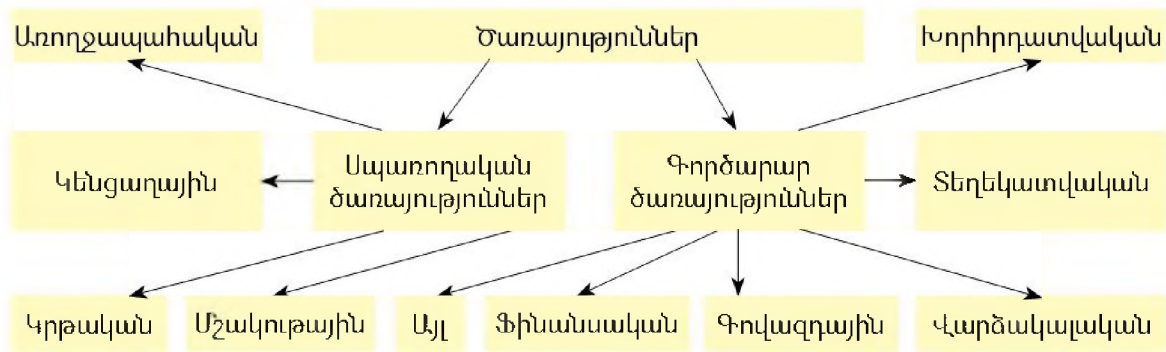 Առողջապահական
Ծառայություններ
Խորհրդատվական
Կենցաղային
Սպառողական
ծառայություններ
Գործարար
ծառայություններ
Տեղեկատվական
Կրթական
Մշակութային
Այլ
Ֆինանսական
Գովազդային
Վարձակալական